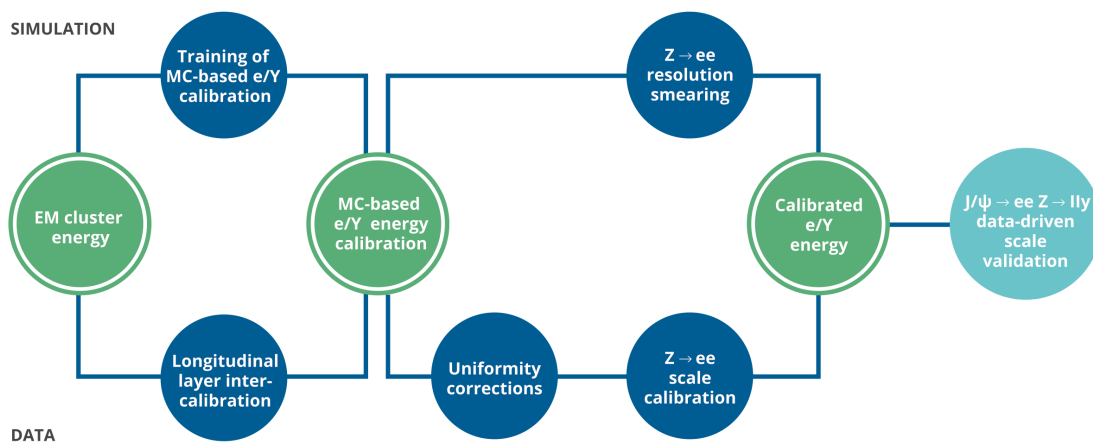 SIMULATION
Training of
MC-based e/Y
calibration
Z → ee
resolution
smearing
EM cluster
energy
MC-based
e/Y energy
calibration
Calibrated
e/Y
energy
J/ψ → ee Z → lly
data-driven
scale
validation
Longitudinal
layer inter-
calibration
Uniformity
corrections
Z → ee
scale
calibration
DATA